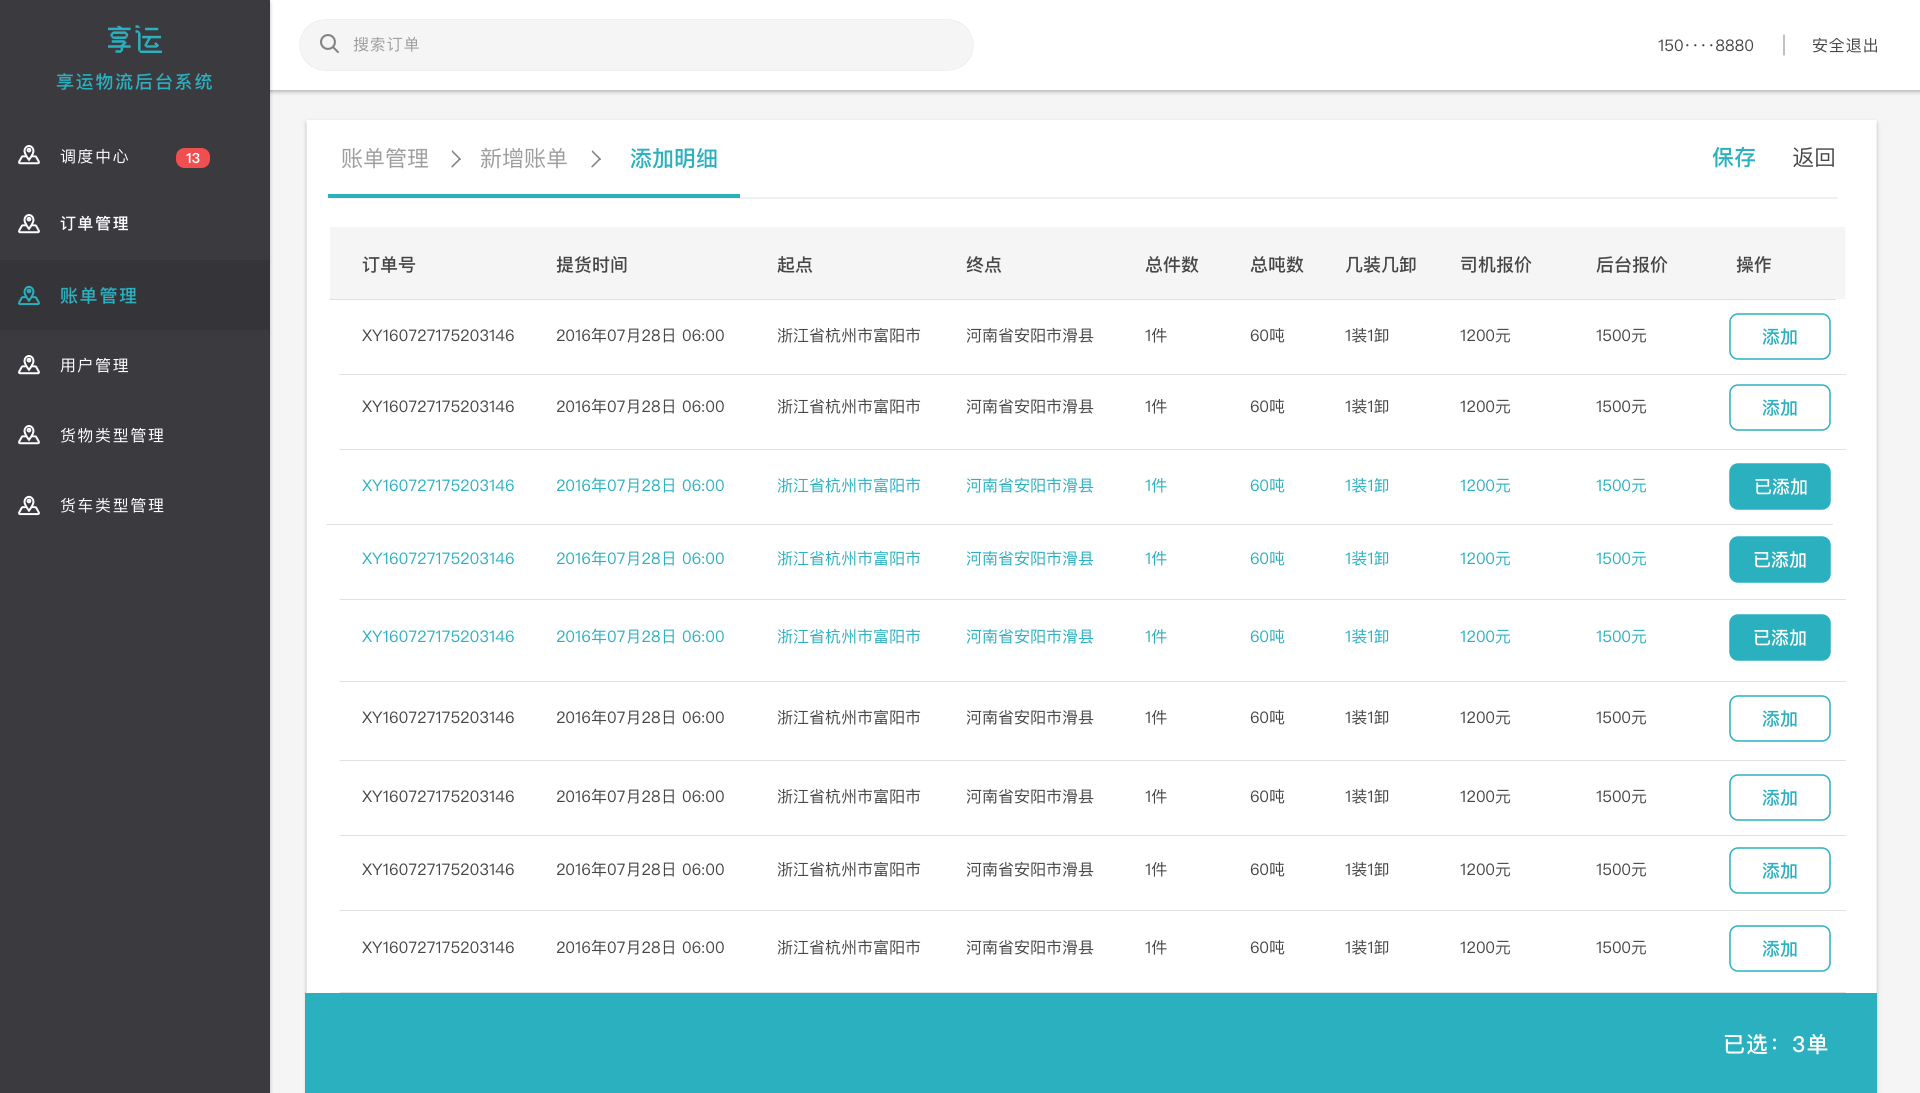 享运
享运物流后台系统
调度中心 13
订单管理
账单管理
用户管理
货物类型管理
货车类型管理
搜索订单
150····8880 安全退出
账单管理 新增账单 添加明细 保存 返回
订单号 提货时间 起点 终点 总件数 总吨数 几装几卸 司机报价 后台报价 操作
XY160727175203146 2016年07月28日 06:00 浙江省杭州市富阳市 河南省安阳市滑县 1件 60吨 1装1卸 1200元 1500元 添加
XY160727175203146 2016年07月28日 06:00 浙江省杭州市富阳市 河南省安阳市滑县 1件 60吨 1装1卸 1200元 1500元 添加
XY160727175203146 2016年07月28日 06:00 浙江省杭州市富阳市 河南省安阳市滑县 1件 60吨 1装1卸 1200元 1500元 已添加
XY160727175203146 2016年07月28日 06:00 浙江省杭州市富阳市 河南省安阳市滑县 1件 60吨 1装1卸 1200元 1500元 已添加
XY160727175203146 2016年07月28日 06:00 浙江省杭州市富阳市 河南省安阳市滑县 1件 60吨 1装1卸 1200元 1500元 已添加
XY160727175203146 2016年07月28日 06:00 浙江省杭州市富阳市 河南省安阳市滑县 1件 60吨 1装1卸 1200元 1500元 添加
XY160727175203146 2016年07月28日 06:00 浙江省杭州市富阳市 河南省安阳市滑县 1件 60吨 1装1卸 1200元 1500元 添加
XY160727175203146 2016年07月28日 06:00 浙江省杭州市富阳市 河南省安阳市滑县 1件 60吨 1装1卸 1200元 1500元 添加
XY160727175203146 2016年07月28日 06:00 浙江省杭州市富阳市 河南省安阳市滑县 1件 60吨 1装1卸 1200元 1500元 添加
已选：3单